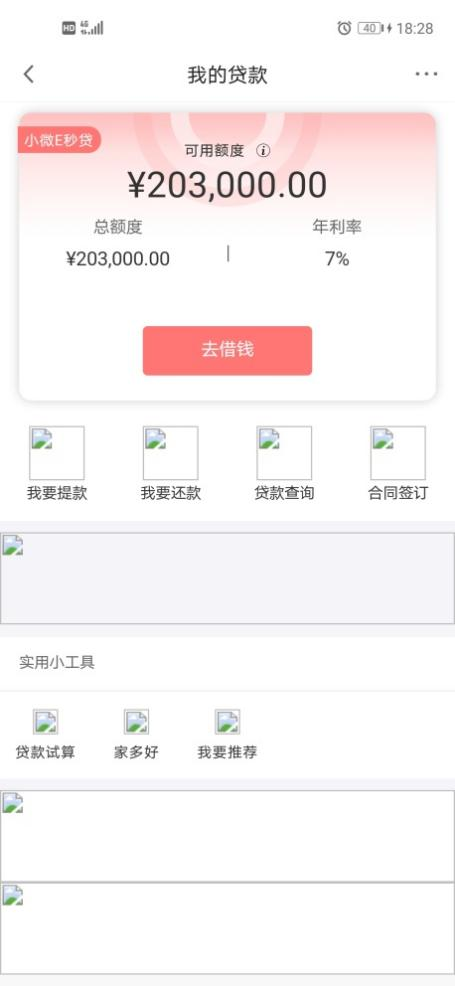 HD 4G 40 18:28
我的贷款
小微E秒贷
可用额度
¥203,000.00
总额度 年利率
¥203,000.00 7%
去借钱
我要提款 我要还款 贷款查询 合同签订
实用小工具
贷款试算 家多好 我要推荐